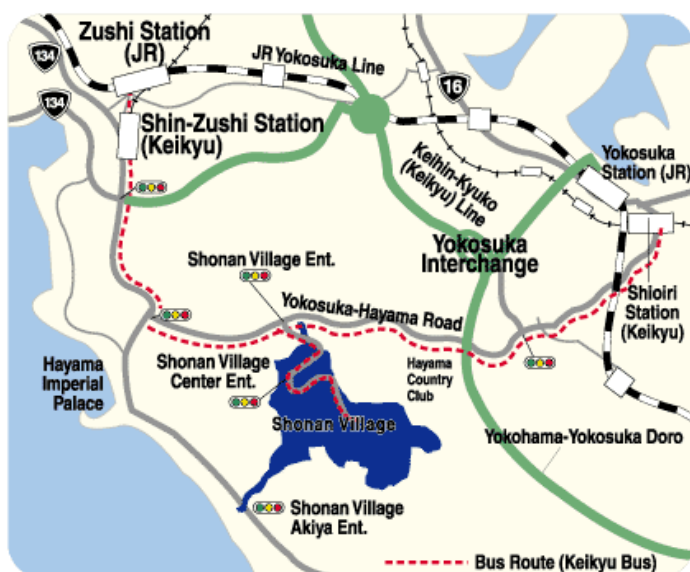 Zushi Station
(JR)
134
134
JR Yokosuka Line
16
Shin-Zushi Station
(Keikyu)
Keihin-Kyuko
(Keikyu) Line
Yokosuka
Station (JR)
Yokosuka
Interchange
Shonan Village Ent.
Yokosuka-Hayama Road
Shioiri
Station
(Keikyu)
Hayama
Imperial
Palace
Shonan Village
Center Ent.
Hayama
Country
Club
Shonan Village
Yokohama-Yokosuka Doro
Shonan Village
Akiya Ent.
Bus Route (Keikyu Bus)